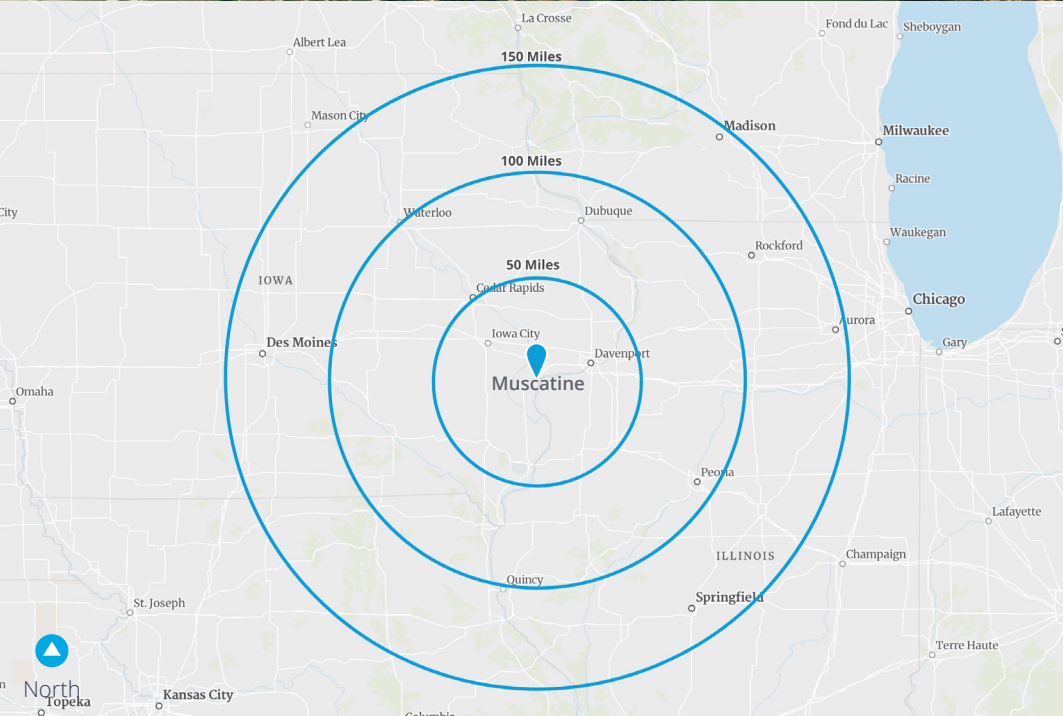 La Crosse
Fond du Lac
Sheboygan
Albert Lea
150 Miles
Mason City
Madison
Milwaukee
100 Miles
Racine
City
Waterloo
Dubuque
Waukegan
Rockford
50 Miles
IOWA
Cedar Rapids
Chicago
Aurora
Iowa City
Des Moines
Davenport
Gary
Muscatine
Omaha
Peoria
Lafayette
ILLINOIS
Champaign
Quincy
Springfield
St. Joseph
Terre Haute
North
Kansas City
Topeka